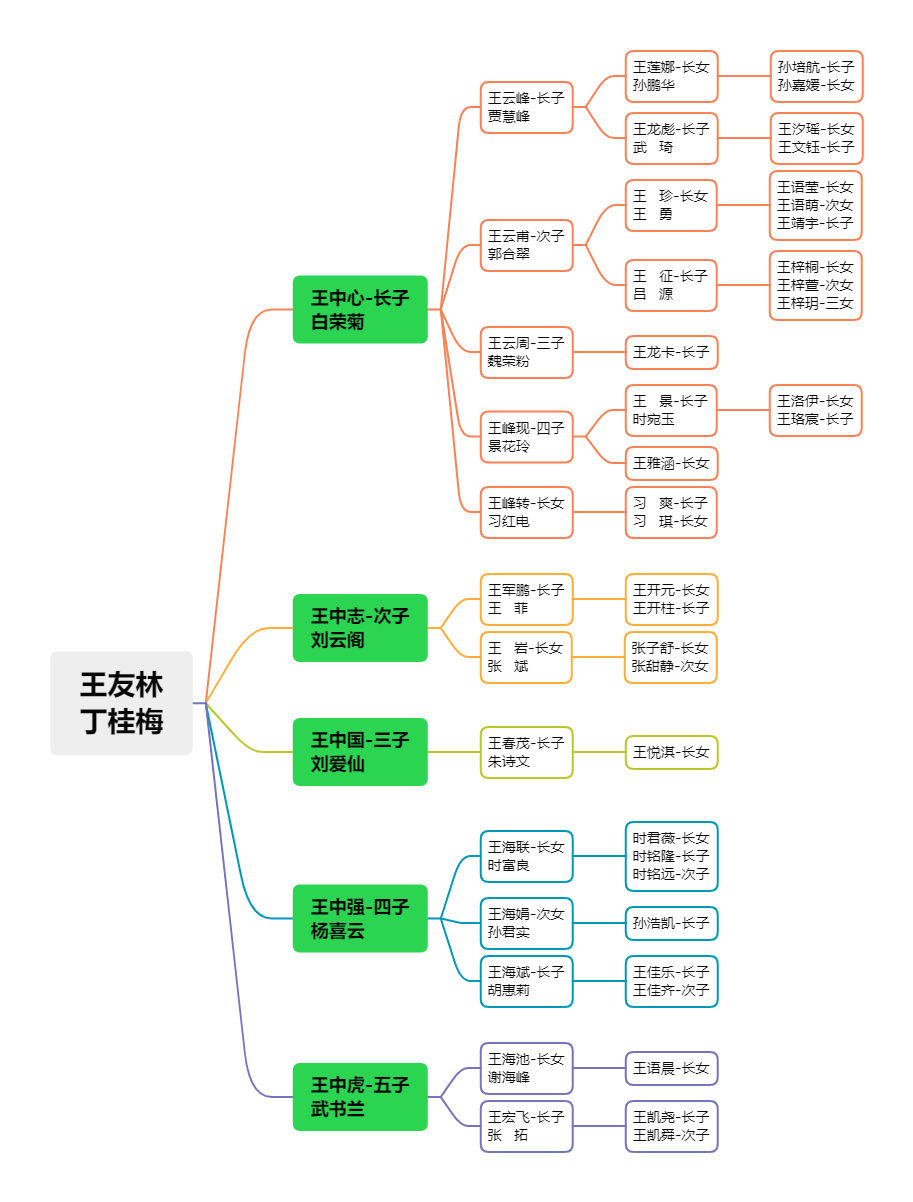 王友林
丁桂梅
王中心-长子
白荣菊
王云峰-长子
贾慧峰
王莲娜-长女
孙鹏华
孙培航-长子
孙嘉媛-长女
王龙彪-长子
武 琦
王汐瑶-长女
王文钰-长子
王云甫-次子
郭合翠
王 珍-长女
王 勇
王语莹-长女
王语萌-次女
王靖宇-长子
王 征-长子
吕 源
王梓桐-长女
王梓萱-次女
王梓玥-三女
王云周-三子
魏荣粉
王龙卡-长子
王峰现-四子
景花玲
王 景-长子
时宛玉
王洛伊-长女
王珞宸-长子
王雅涵-长女
王峰转-长女
习红电
习 爽-长子
习 琪-长女
王中志-次子
刘云阁
王军鹏-长子
王 菲
王开元-长女
王开柱-长子
王 岩-长女
张 斌
张子舒-长女
张甜静-次女
王中国-三子
刘爱仙
王春茂-长子
朱诗文
王悦淇-长女
王中强-四子
杨喜云
王海联-长女
时富良
时君薇-长女
时铭隆-长子
时铭远-次子
王海娟-次女
孙君实
孙浩凯-长子
王海斌-长子
胡惠莉
王佳乐-长子
王佳齐-次子
王中虎-五子
武书兰
王海池-长女
谢海峰
王语晨-长女
王宏飞-长子
张 拓
王凯尧-长子
王凯舜-次子